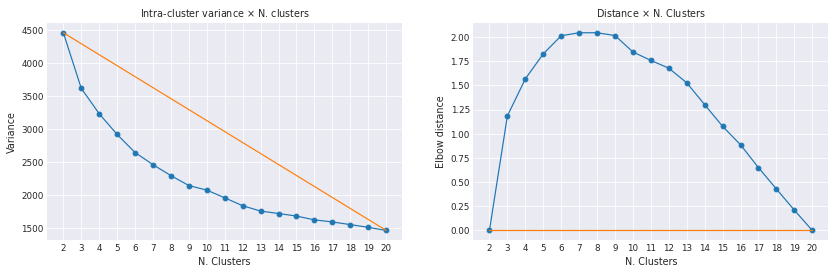 Intra-cluster variance × N. clusters
Variance
4500
4000
3500
3000
2500
2000
1500
2 3 4 5 6 7 8 9 10 11 12 13 14 15 16 17 18 19 20
N. Clusters
Distance × N. Clusters
Elbow distance
2.00
1.75
1.50
1.25
1.00
0.75
0.50
0.25
0.00
2 3 4 5 6 7 8 9 10 11 12 13 14 15 16 17 18 19 20
N. Clusters